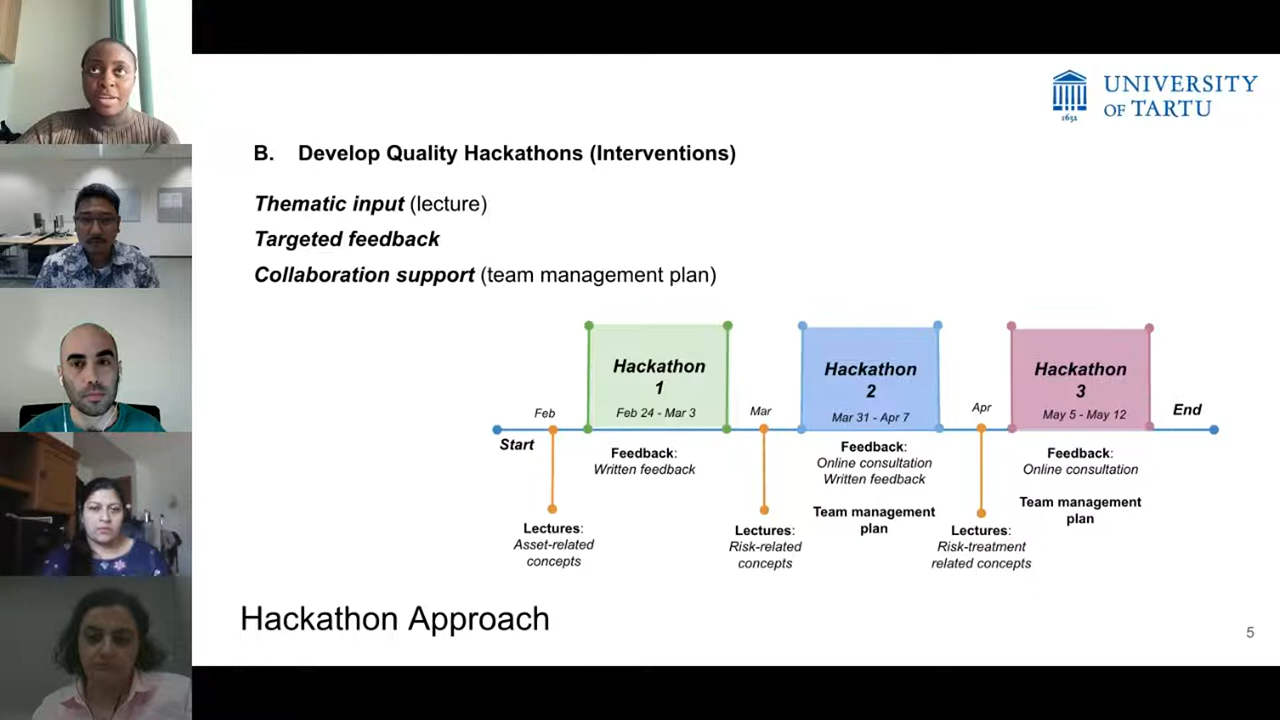 UNIVERSITY
OF TARTU
1632
B. Develop Quality Hackathons (Interventions)
Thematic input (lecture)
Targeted feedback
Collaboration support (team management plan)
Hackathon
1
Feb 24 - Mar 3
Hackathon
2
Mar 31 - Apr 7
Hackathon
3
May 5 - May 12
Feb
Mar
Apr
End
Start
Feedback:
Written feedback
Feedback:
Online consultation
Written feedback
Team management
plan
Feedback:
Online consultation
Team management
plan
Lectures:
Asset-related
concepts
Lectures:
Risk-related
concepts
Lectures:
Risk-treatment
related concepts
Hackathon Approach
5